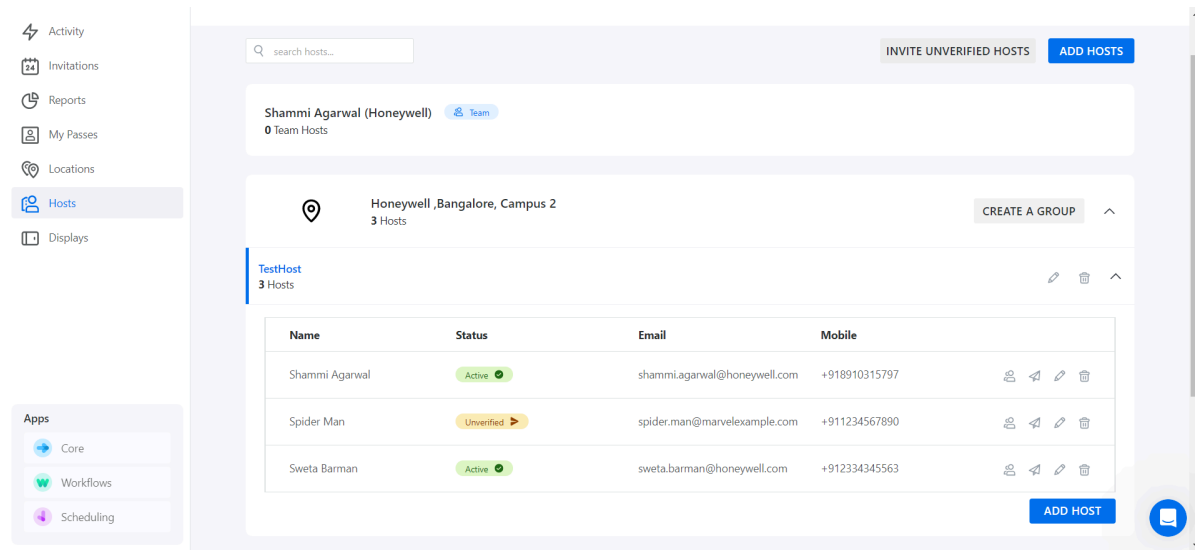 Activity
24 Invitations
Reports
My Passes
Locations
Hosts
Displays
Apps
Core
Workflows
Scheduling
search hosts...
INVITE UNVERIFIED HOSTS
ADD HOSTS
Shammi Agarwal (Honeywell) Team
0 Team Hosts
Honeywell ,Bangalore, Campus 2
3 Hosts
CREATE A GROUP
TestHost
3 Hosts
Name Status Email Mobile
Shammi Agarwal Active shammi.agarwal@honeywell.com +918910315797
Spider Man Unverified spider.man@marvelexample.com +911234567890
Sweta Barman Active sweta.barman@honeywell.com +912334345563
ADD HOST